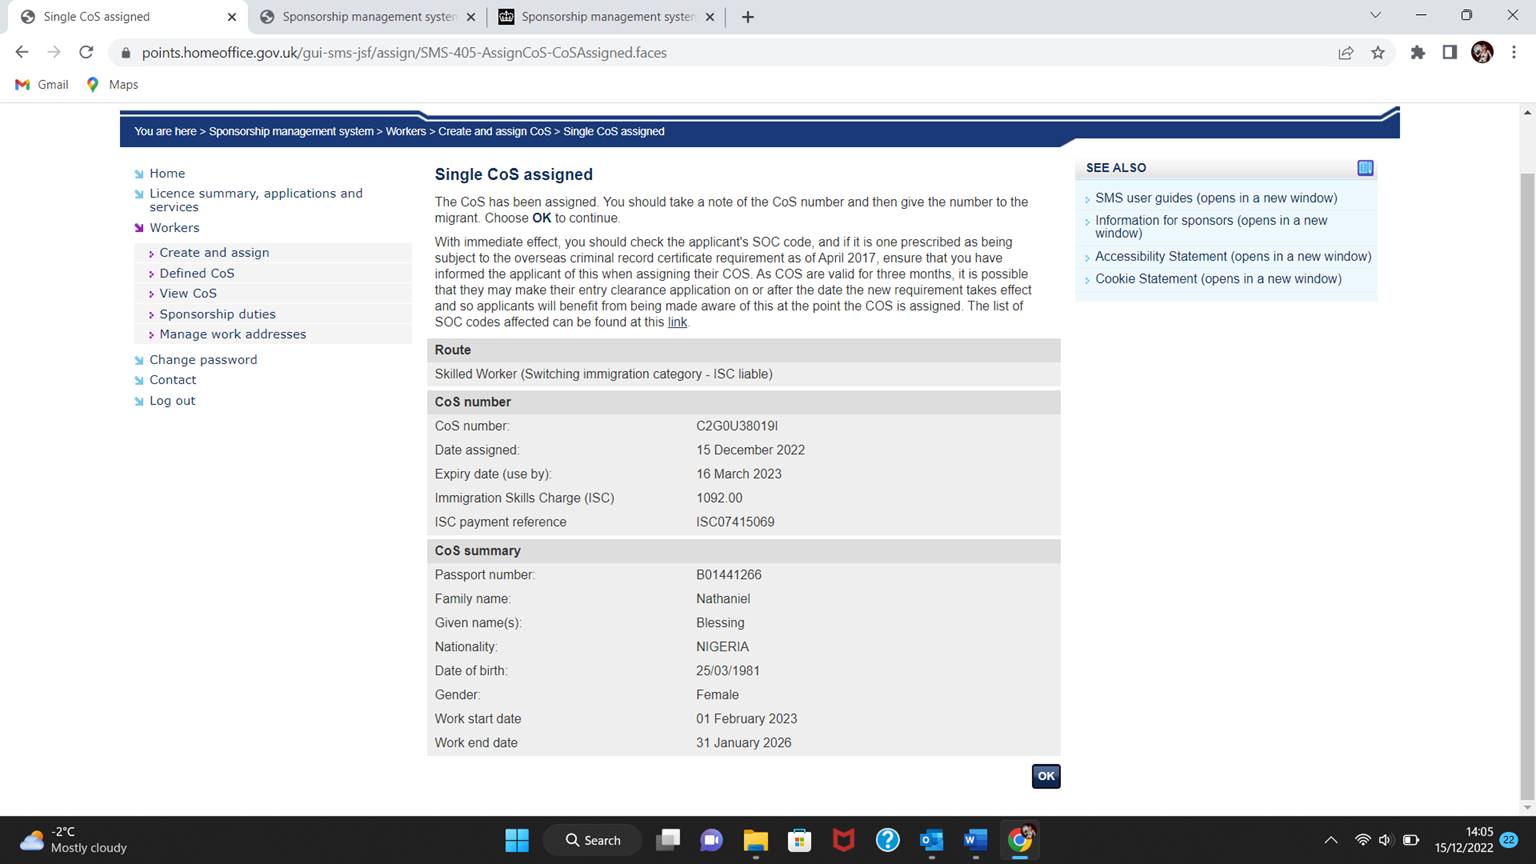 Single CoS assigned
Sponsorship management system
Sponsorship management system
points.homeoffice.gov.uk/gui-sms-jsf/assign/SMS-405-AssignCoS-CoSAssigned.faces
Gmail
Maps
You are here > Sponsorship management system > Workers > Create and assign CoS > Single CoS assigned
Home
Licence summary, applications and
services
Workers
Create and assign
Defined CoS
View CoS
Sponsorship duties
Manage work addresses
Change password
Contact
Log out
Single CoS assigned
The CoS has been assigned. You should take a note of the CoS number and then give the number to the
migrant. Choose OK to continue.
With immediate effect, you should check the applicant's SOC code, and if it is one prescribed as being
subject to the overseas criminal record certificate requirement as of April 2017, ensure that you have
informed the applicant of this when assigning their COS. As COS are valid for three months, it is possible
that they may make their entry clearance application on or after the date the new requirement takes effect
and so applicants will benefit from being made aware of this at the point the COS is assigned. The list of
SOC codes affected can be found at this link.
Route
Skilled Worker (Switching immigration category - ISC liable)
CoS number
CoS number: C2G0U38019I
Date assigned: 15 December 2022
Expiry date (use by): 16 March 2023
Immigration Skills Charge (ISC) 1092.00
ISC payment reference ISC07415069
CoS summary
Passport number: B01441266
Family name: Nathaniel
Given name(s): Blessing
Nationality: NIGERIA
Date of birth: 25/03/1981
Gender: Female
Work start date 01 February 2023
Work end date 31 January 2026
OK
SEE ALSO
SMS user guides (opens in a new window)
Information for sponsors (opens in a new
window)
Accessibility Statement (opens in a new window)
Cookie Statement (opens in a new window)
-2°C
Mostly cloudy
Search
14:05
15/12/2022
22